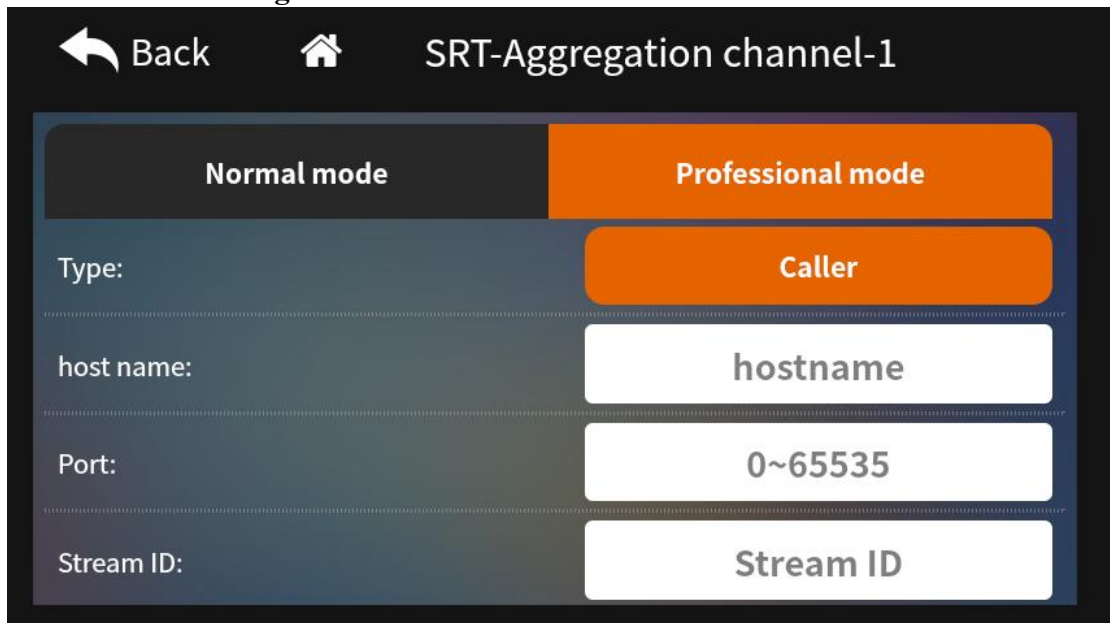 Back SRT-Aggregation channel-1
Normal mode Professional mode
Type: Caller
host name: hostname
Port: 0~65535
Stream ID: Stream ID